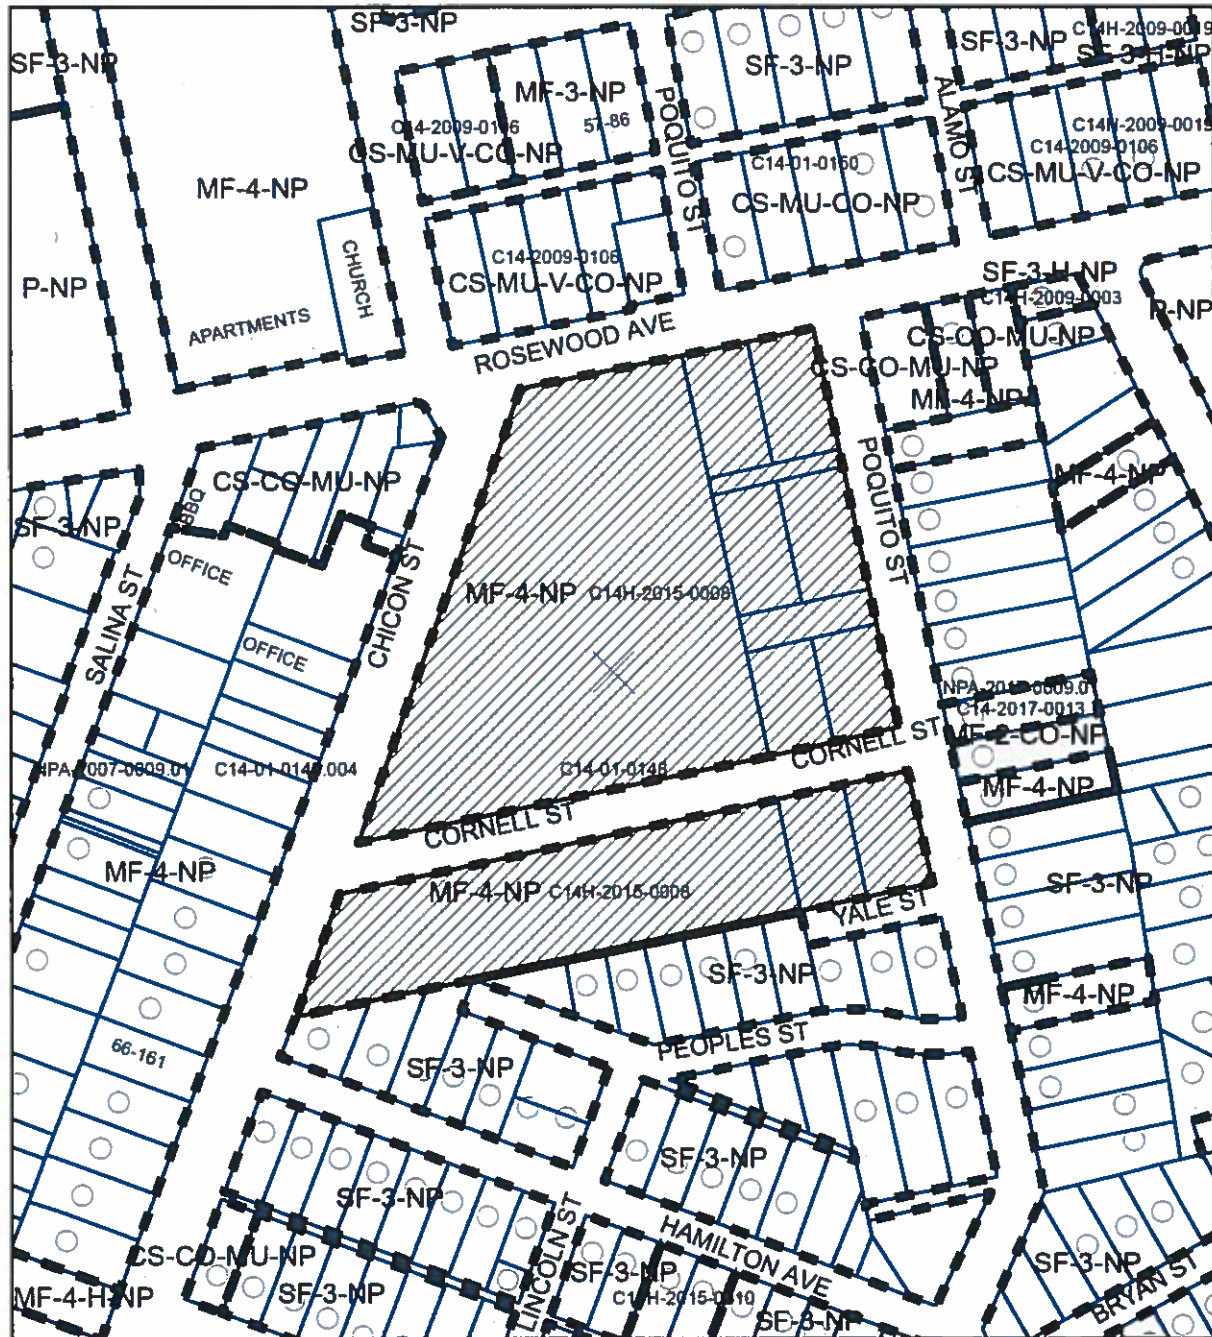 SF-3-NP
C14H-2009-0019
SF-3-NP
SF-3-H-NP
SF-3-NP
SF-3-NP
MF-3-NP
57-86
POQUITO ST
ALAMO ST
C14-2009-0106
CS-MU-V-CO-NP
C14-01-0150
CS-MU-CO-NP
C14H-2009-0019
C14-2009-0106
CS-MU-V-CO-NP
MF-4-NP
CHURCH
C14-2009-0106
CS-MU-V-CO-NP
P-NP
APARTMENTS
ROSEWOOD AVE
SF-3-H-NP
C14H-2009-0003
P-NP
CS-CO-MU-NP
CS-CO-MU-NP
MF-4-NP
CS-CO-MU-NP
BBQ
MF-4-NP
SF-3-NP
OFFICE
POQUITO ST
CHICON ST
MF-4-NP
C14H-2015-0008
SALINA ST
OFFICE
C14-2017-0013
MF-2-CO-NP
CORNELL ST
NPA-2007-0009.01
C14-01-0148.004
C14-01-0148
MF-4-NP
CORNELL ST
MF-4-NP
MF-4-NP
SF-3-NP
YALE ST
SF-3-NP
MF-4-NP
PEOPLES ST
66-161
SF-3-NP
SF-3-NP
SF-3-NP
LINCOLN ST
HAMILTON AVE
CS-CO-MU-NP
SF-3-NP
SF-3-NP
BRYAN ST
MF-4-H-NP
SF-3-NP
SF-3-NP